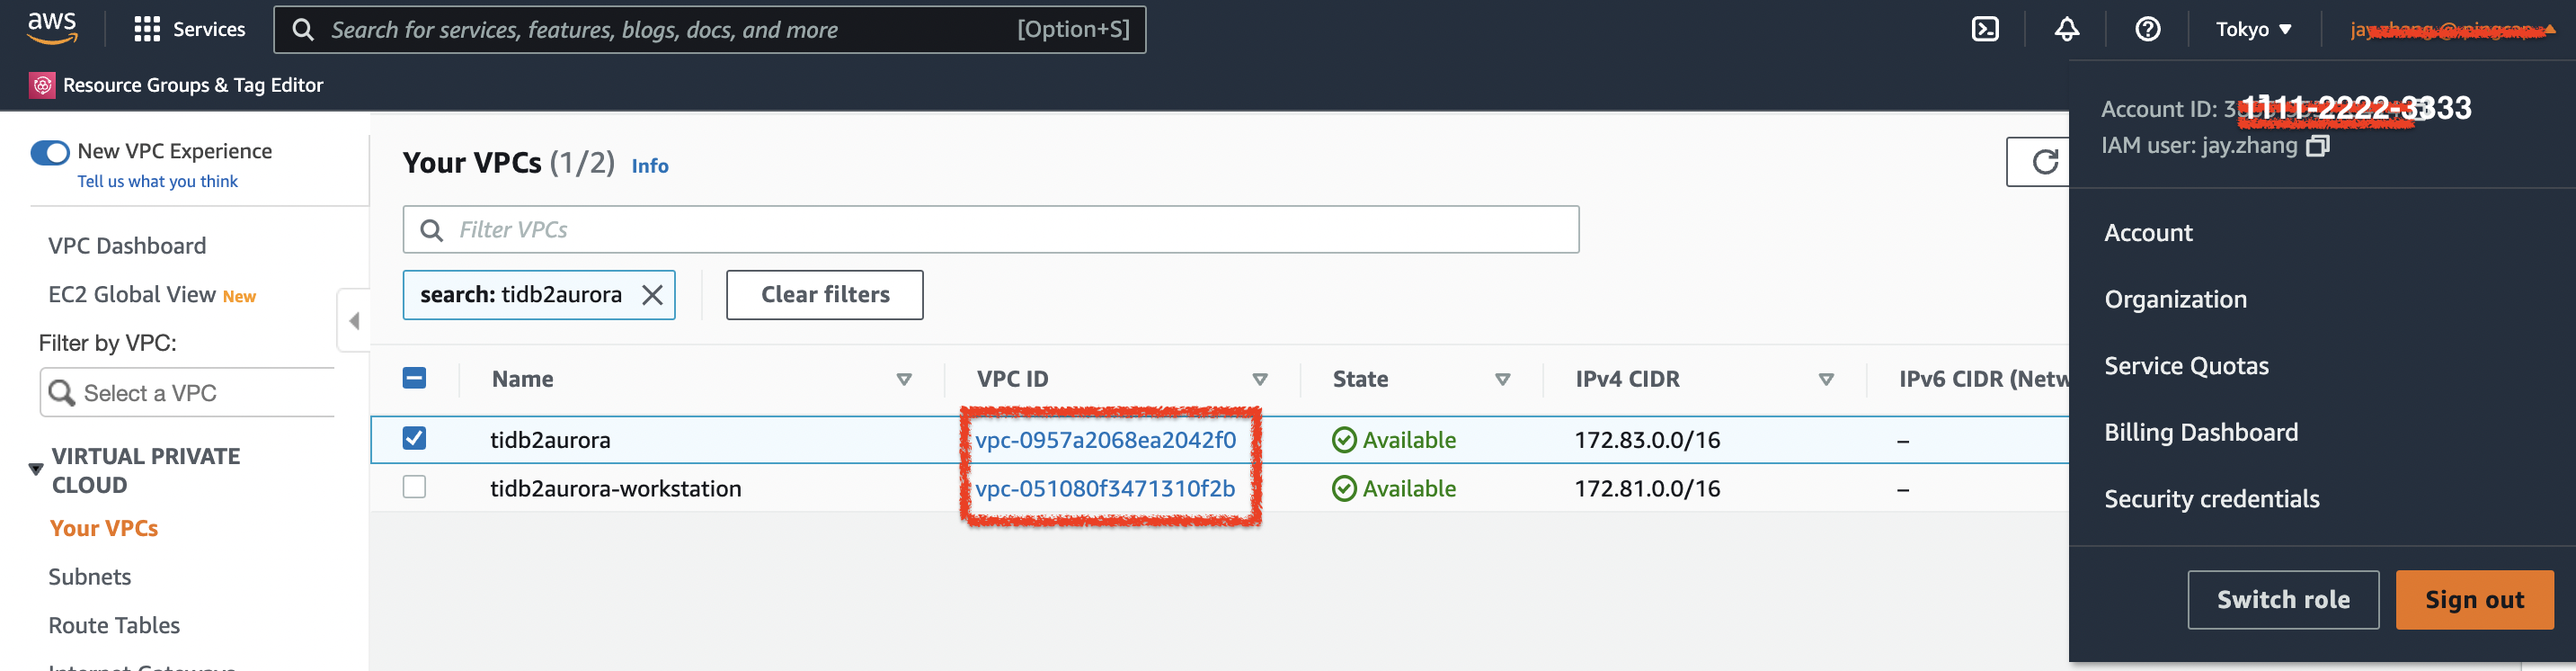 aws
Services
Search for services, features, blogs, docs, and more
[Option+S]
Tokyo
Resource Groups & Tag Editor
Account ID:
1111-2222-3333
IAM user: jay.zhang
New VPC Experience
Tell us what you think
Your VPCs (1/2) Info
VPC Dashboard
EC2 Global View New
Filter by VPC:
Select a VPC
VIRTUAL PRIVATE
CLOUD
Your VPCs
Subnets
Route Tables
Filter VPCs
search: tidb2aurora
Clear filters
Name VPC ID State IPv4 CIDR IPv6 CIDR (Netw
tidb2aurora vpc-0957a2068ea2042f0 Available 172.83.0.0/16 –
tidb2aurora-workstation vpc-051080f3471310f2b Available 172.81.0.0/16 –
Account
Organization
Service Quotas
Billing Dashboard
Security credentials
Switch role
Sign out